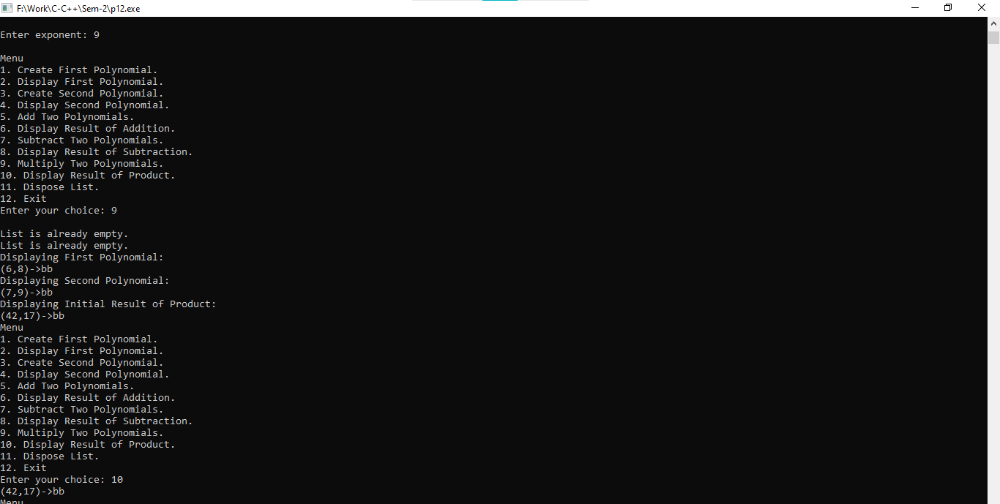 F:\Work\C-C++\Sem-2\p12.exe
Enter exponent: 9
Menu
1. Create First Polynomial.
2. Display First Polynomial.
3. Create Second Polynomial.
4. Display Second Polynomial.
5. Add Two Polynomials.
6. Display Result of Addition.
7. Subtract Two Polynomials.
8. Display Result of Subtraction.
9. Multiply Two Polynomials.
10. Display Result of Product.
11. Dispose List.
12. Exit
Enter your choice: 9
List is already empty.
List is already empty.
Displaying First Polynomial:
(6,8)->bb
Displaying Second Polynomial:
(7,9)->bb
Displaying Initial Result of Product:
(42,17)->bb
Menu
1. Create First Polynomial.
2. Display First Polynomial.
3. Create Second Polynomial.
4. Display Second Polynomial.
5. Add Two Polynomials.
6. Display Result of Addition.
7. Subtract Two Polynomials.
8. Display Result of Subtraction.
9. Multiply Two Polynomials.
10. Display Result of Product.
11. Dispose List.
12. Exit
Enter your choice: 10
(42,17)->bb
Menu